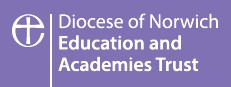 Diocese of Norwich
Education and
Academies Trust